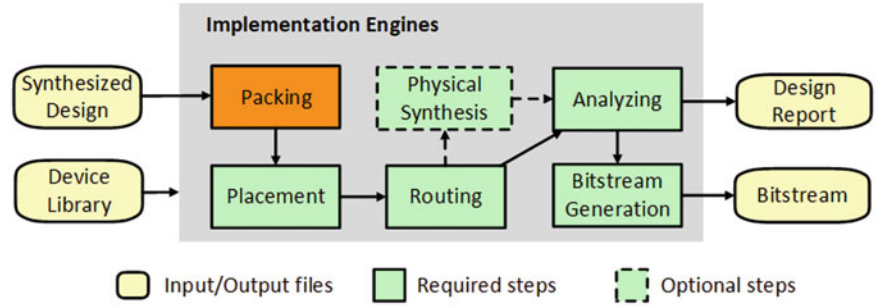 Implementation Engines
Synthesized
Design
Packing
Physical
Synthesis
Analyzing
Design
Report
Device
Library
Placement
Routing
Bitstream
Generation
Bitstream
Input/Output files
Required steps
Optional steps